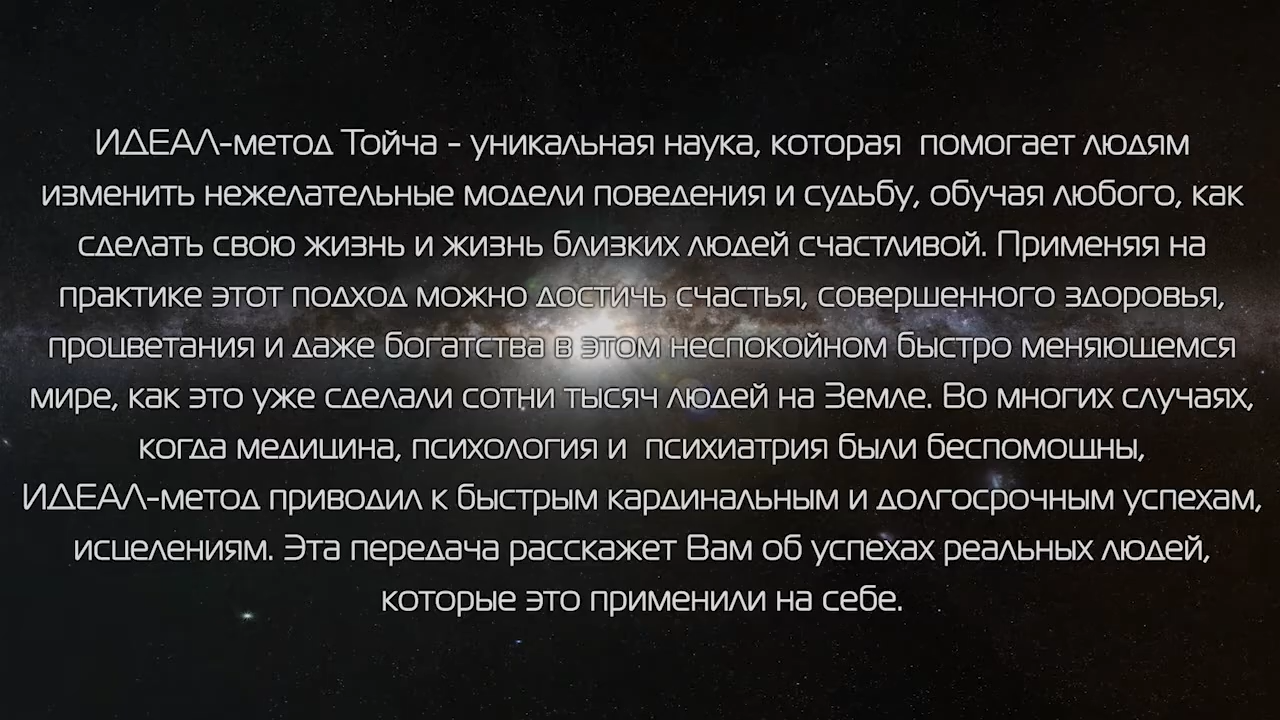 ИДЕАЛ-метод Тойча - уникальная наука, которая  помогает людям
изменить нежелательные модели поведения и судьбу, обучая любого, как
сделать свою жизнь и жизнь близких людей счастливой. Применяя на
практике этот подход можно достичь счастья, совершенного здоровья,
процветания и даже богатства в этом неспокойном быстро меняющемся
мире, как это уже сделали сотни тысяч людей на Земле. Во многих случаях,
когда медицина, психология и  психиатрия были беспомощны,
ИДЕАЛ-метод приводил к быстрым кардинальным и долгосрочным успехам,
исцелениям. Эта передача расскажет Вам об успехах реальных людей,
которые это применили на себе.